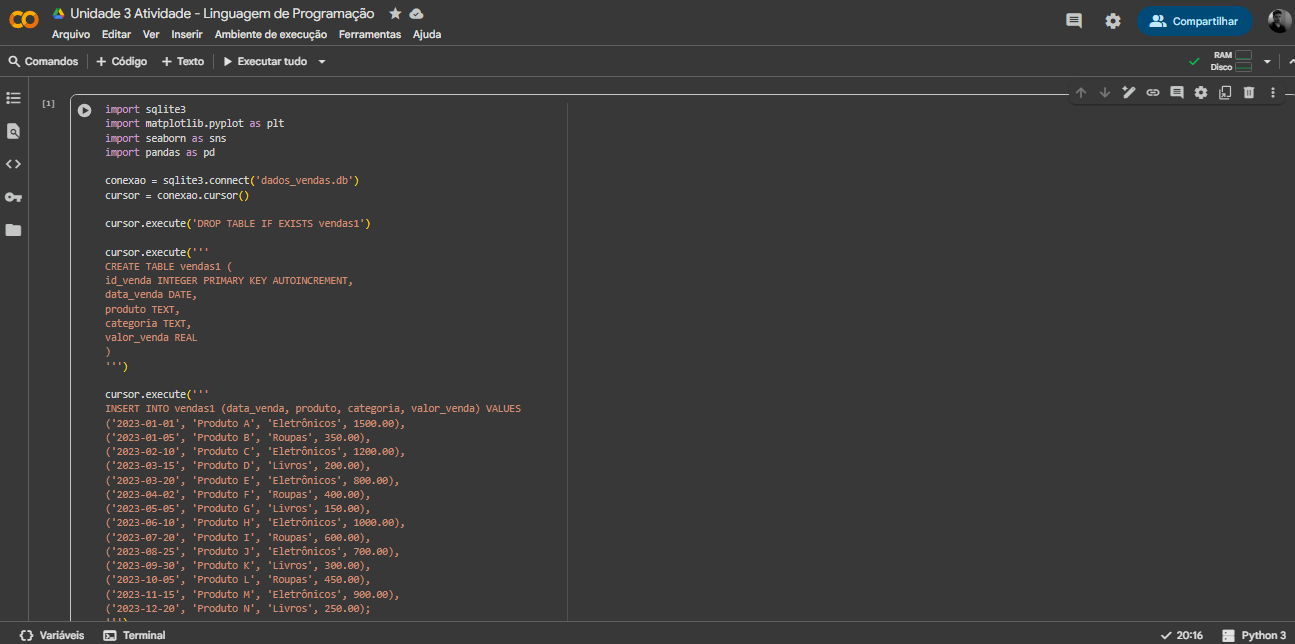 Unidade 3 Atividade - Linguagem de Programação
Arquivo Editar Ver Inserir Ambiente de execução Ferramentas Ajuda
Compartilhar
Comandos + Código + Texto Executar tudo
RAM
Disco
[1]
import sqlite3
import matplotlib.pyplot as plt
import seaborn as sns
import pandas as pd
conexao = sqlite3.connect('dados_vendas.db')
cursor = conexao.cursor()
cursor.execute('DROP TABLE IF EXISTS vendas1')
cursor.execute('''
CREATE TABLE vendas1 (
id_venda INTEGER PRIMARY KEY AUTOINCREMENT,
data_venda DATE,
produto TEXT,
categoria TEXT,
valor_venda REAL
)
''')
cursor.execute('''
INSERT INTO vendas1 (data_venda, produto, categoria, valor_venda) VALUES
('2023-01-01', 'Produto A', 'Eletrônicos', 1500.00),
('2023-01-05', 'Produto B', 'Roupas', 350.00),
('2023-02-10', 'Produto C', 'Eletrônicos', 1200.00),
('2023-03-15', 'Produto D', 'Livros', 200.00),
('2023-03-20', 'Produto E', 'Eletrônicos', 800.00),
('2023-04-02', 'Produto F', 'Roupas', 400.00),
('2023-05-05', 'Produto G', 'Livros', 150.00),
('2023-06-10', 'Produto H', 'Eletrônicos', 1000.00),
('2023-07-20', 'Produto I', 'Roupas', 600.00),
('2023-08-25', 'Produto J', 'Eletrônicos', 700.00),
('2023-09-30', 'Produto K', 'Livros', 300.00),
('2023-10-05', 'Produto L', 'Roupas', 450.00),
('2023-11-15', 'Produto M', 'Eletrônicos', 900.00),
('2023-12-20', 'Produto N', 'Livros', 250.00);
''')
Variáveis Terminal 20:16 Python 3